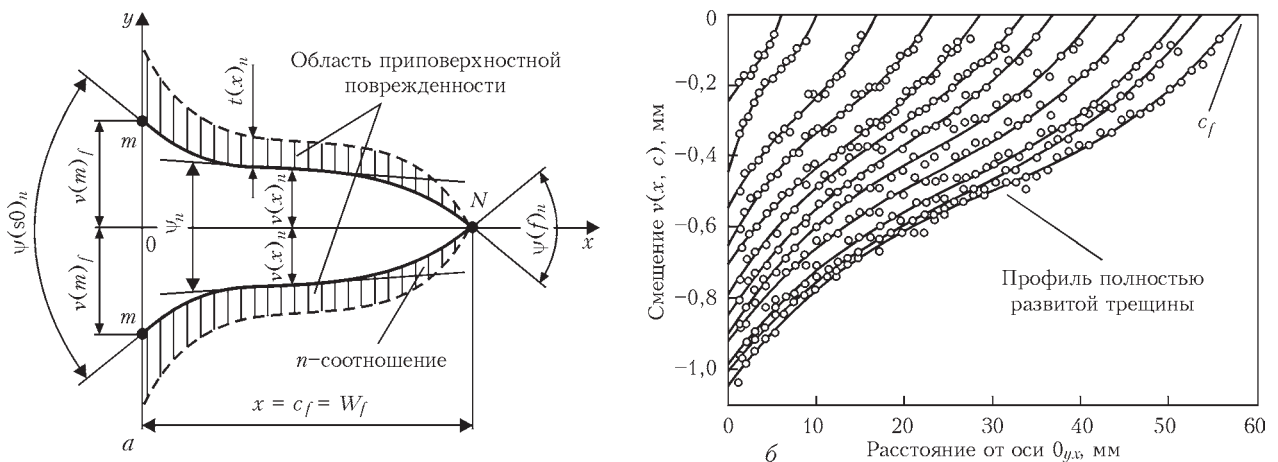 y
Область приповерхностной
поврежденности
t(x)ₙ
m
v(m)f
ψ(s0)ₙ
ψₙ
v(x)ₙ
N
0
x
ψ(f)ₙ
v(m)f
v(x)ₙ
m
n-соотношение
x = cf = Wf
а
Смещение v(x, c), мм
0
−0,2
−0,4
−0,6
−0,8
−1,0
cf
Профиль полностью
развитой трещины
0
10
20
30
40
50
60
б
Расстояние от оси 0yx, мм